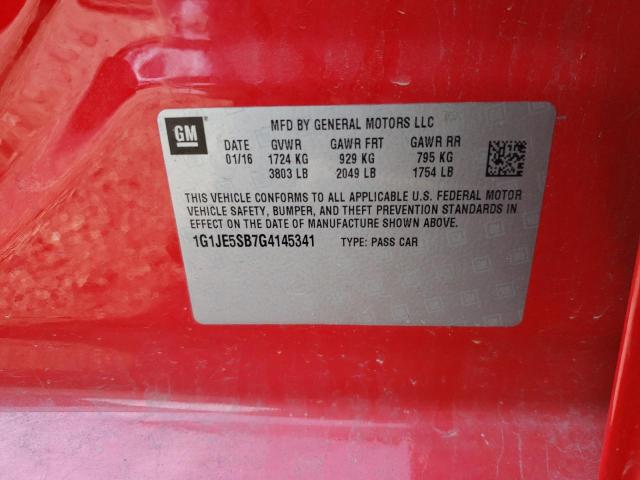 GM
MFD BY GENERAL MOTORS LLC
DATE GVWR GAWR FRT GAWR RR
01/16 1724 KG 929 KG 795 KG
3803 LB 2049 LB 1754 LB
THIS VEHICLE CONFORMS TO ALL APPLICABLE U.S. FEDERAL MOTOR
VEHICLE SAFETY, BUMPER, AND THEFT PREVENTION STANDARDS IN
EFFECT ON THE DATE OF MANUFACTURE SHOWN ABOVE.
1G1JE5SB7G4145341 TYPE: PASS CAR